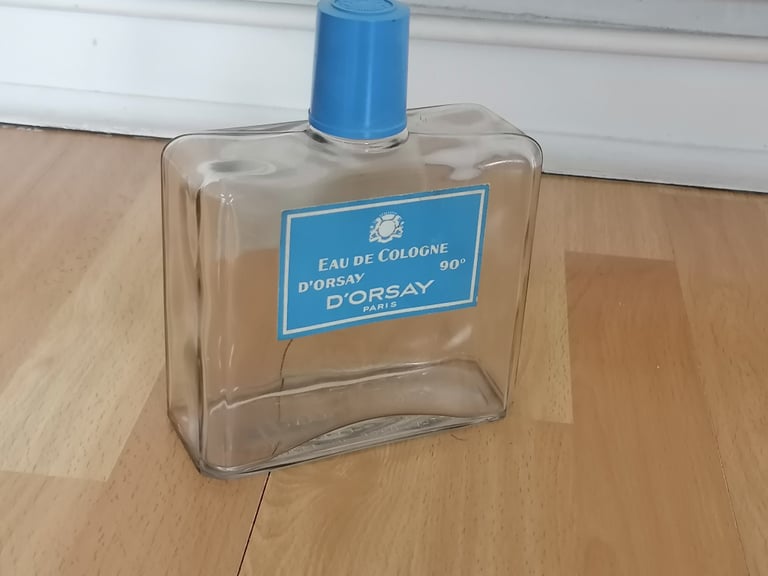 EAU DE COLOGNE
D'ORSAY 90°
D'ORSAY
PARIS